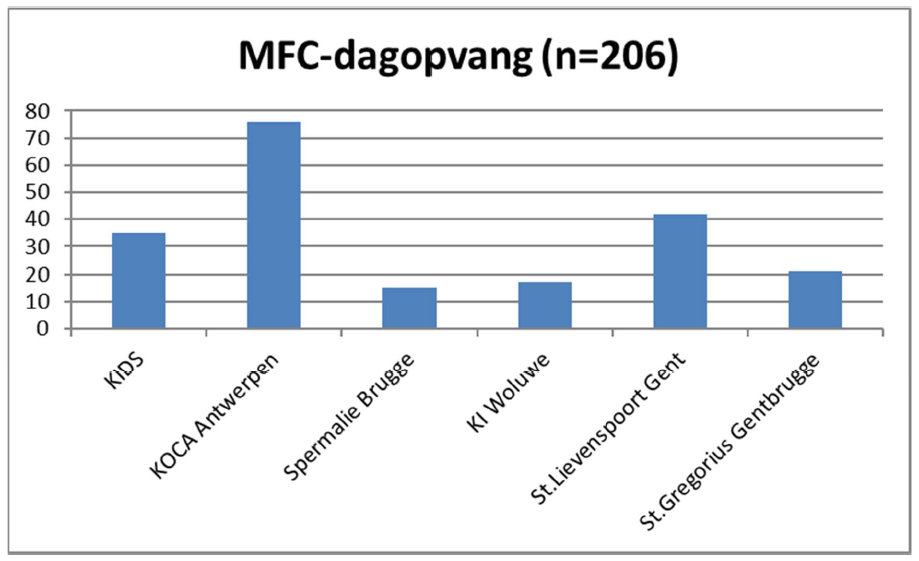 MFC-dagopvang (n=206)
80
70
60
50
40
30
20
10
0
KIDS
KOCA Antwerpen
Spermalie Brugge
KI Woluwe
St.Lievenspoort Gent
St.Gregorius Gentbrugge